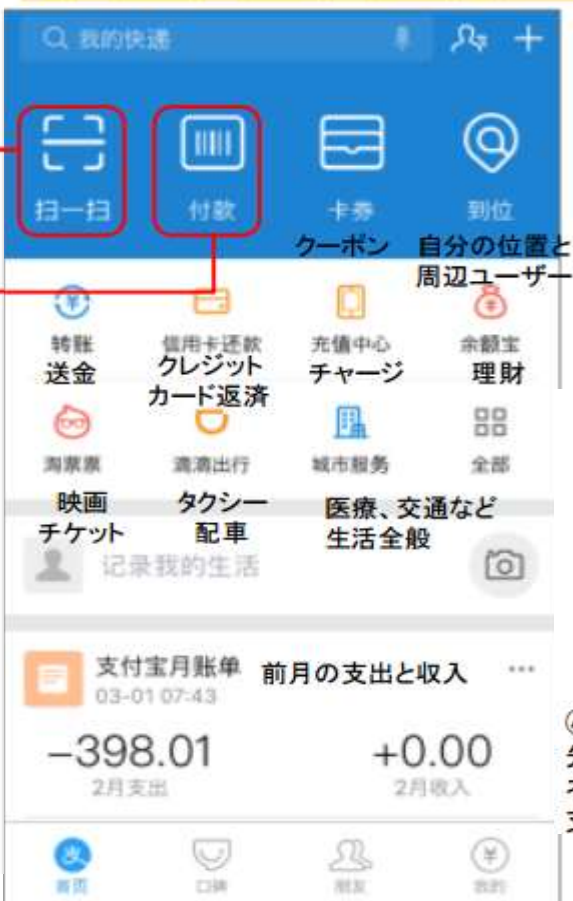 我的快递
扫一扫 付款 卡券 到位
クーポン 自分の位置と
周辺ユーザー
转账 信用卡还款 充值中心 余额宝
送金 クレジット チャージ 理財
カード返済
淘票票 滴滴出行 城市服务 全部
映画 タクシー 医療、交通など
チケット 配車 生活全般
记录我的生活
支付宝月账单 前月の支出と収入
03-01 07:43
-398.01 +0.00
2月支出 2月收入
首页 口碑 朋友 我的